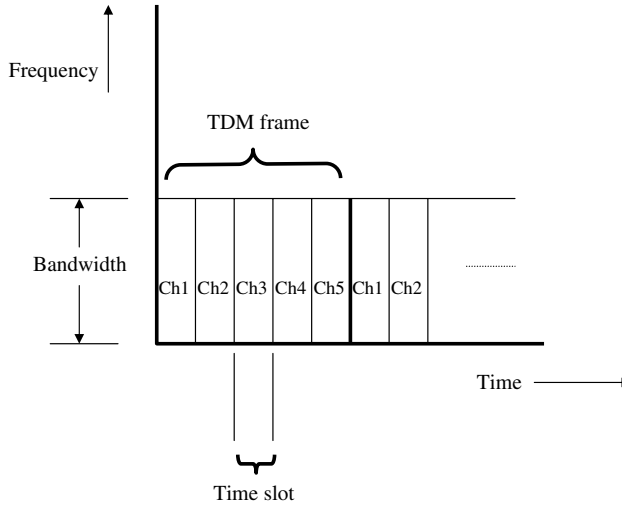 Frequency
TDM frame
Bandwidth
Ch1 Ch2 Ch3 Ch4 Ch5 Ch1 Ch2
Time
Time slot